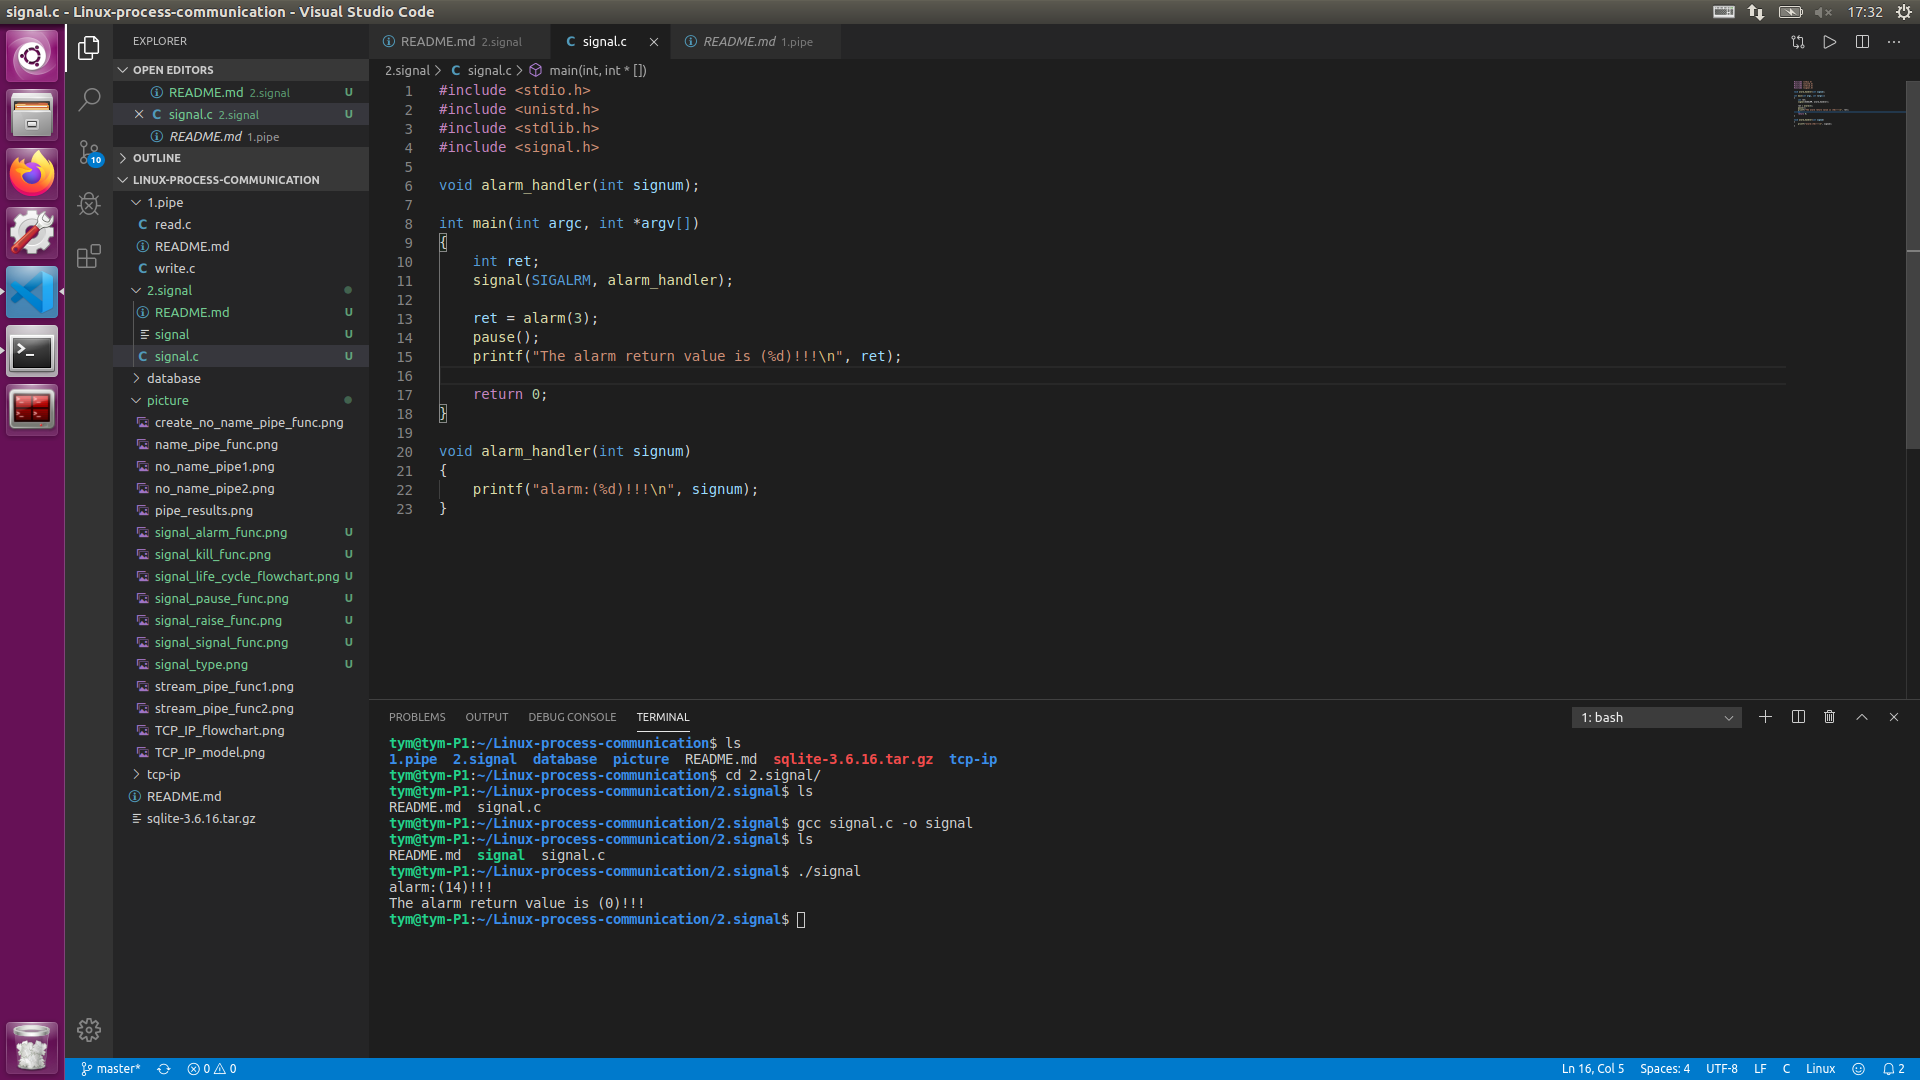 signal.c - Linux-process-communication - Visual Studio Code
17:32
EXPLORER
OPEN EDITORS
README.md 2.signal U
signal.c 2.signal U
README.md 1.pipe
OUTLINE
LINUX-PROCESS-COMMUNICATION
1.pipe
C read.c
README.md
C write.c
2.signal
README.md U
signal U
C signal.c U
database
picture
create_no_name_pipe_func.png
name_pipe_func.png
no_name_pipe1.png
no_name_pipe2.png
pipe_results.png
signal_alarm_func.png U
signal_kill_func.png U
signal_life_cycle_flowchart.png U
signal_pause_func.png U
signal_raise_func.png U
signal_signal_func.png U
signal_type.png U
stream_pipe_func1.png
stream_pipe_func2.png
TCP_IP_flowchart.png
TCP_IP_model.png
tcp-ip
README.md
sqlite-3.6.16.tar.gz
10
README.md 2.signal
C signal.c
README.md 1.pipe
2.signal > C signal.c > main(int, int * [])
1 #include <stdio.h>
2 #include <unistd.h>
3 #include <stdlib.h>
4 #include <signal.h>
5
6 void alarm_handler(int signum);
7
8 int main(int argc, int *argv[])
9 {
10 int ret;
11 signal(SIGALRM, alarm_handler);
12
13 ret = alarm(3);
14 pause();
15 printf("The alarm return value is (%d)!!!\n", ret);
16
17 return 0;
18 }
19
20 void alarm_handler(int signum)
21 {
22 printf("alarm:(%d)!!!\n", signum);
23 }
PROBLEMS OUTPUT DEBUG CONSOLE TERMINAL
1: bash
tym@tym-P1:~/Linux-process-communication$ ls
1.pipe 2.signal database picture README.md sqlite-3.6.16.tar.gz tcp-ip
tym@tym-P1:~/Linux-process-communication$ cd 2.signal/
tym@tym-P1:~/Linux-process-communication/2.signal$ ls
README.md signal.c
tym@tym-P1:~/Linux-process-communication/2.signal$ gcc signal.c -o signal
tym@tym-P1:~/Linux-process-communication/2.signal$ ls
README.md signal signal.c
tym@tym-P1:~/Linux-process-communication/2.signal$ ./signal
alarm:(14)!!!
The alarm return value is (0)!!!
tym@tym-P1:~/Linux-process-communication/2.signal$
master* 0 0
Ln 16, Col 5 Spaces: 4 UTF-8 LF C Linux 2